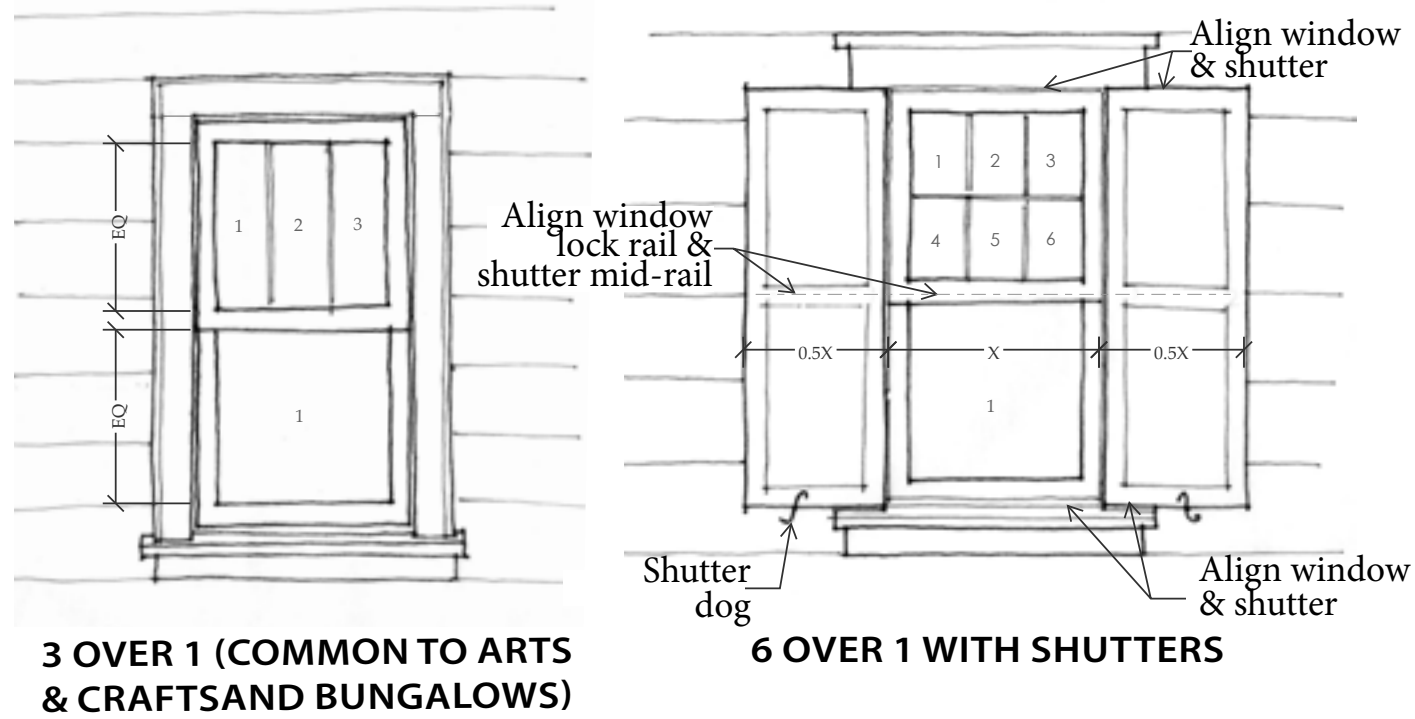 EQ
EQ
1
2
3
1
3 OVER 1 (COMMON TO ARTS
& CRAFTSAND BUNGALOWS)
Align window
& shutter
1
2
3
4
5
6
Align window
lock rail &
shutter mid-rail
0.5X
X
0.5X
1
Shutter
dog
Align window
& shutter
6 OVER 1 WITH SHUTTERS